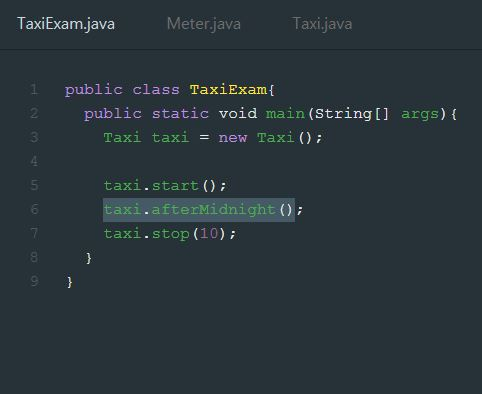 TaxiExam.java Meter.java Taxi.java
1 public class TaxiExam{
2 public static void main(String[] args){
3 Taxi taxi = new Taxi();
4
5 taxi.start();
6 taxi.afterMidnight();
7 taxi.stop(10);
8 }
9 }